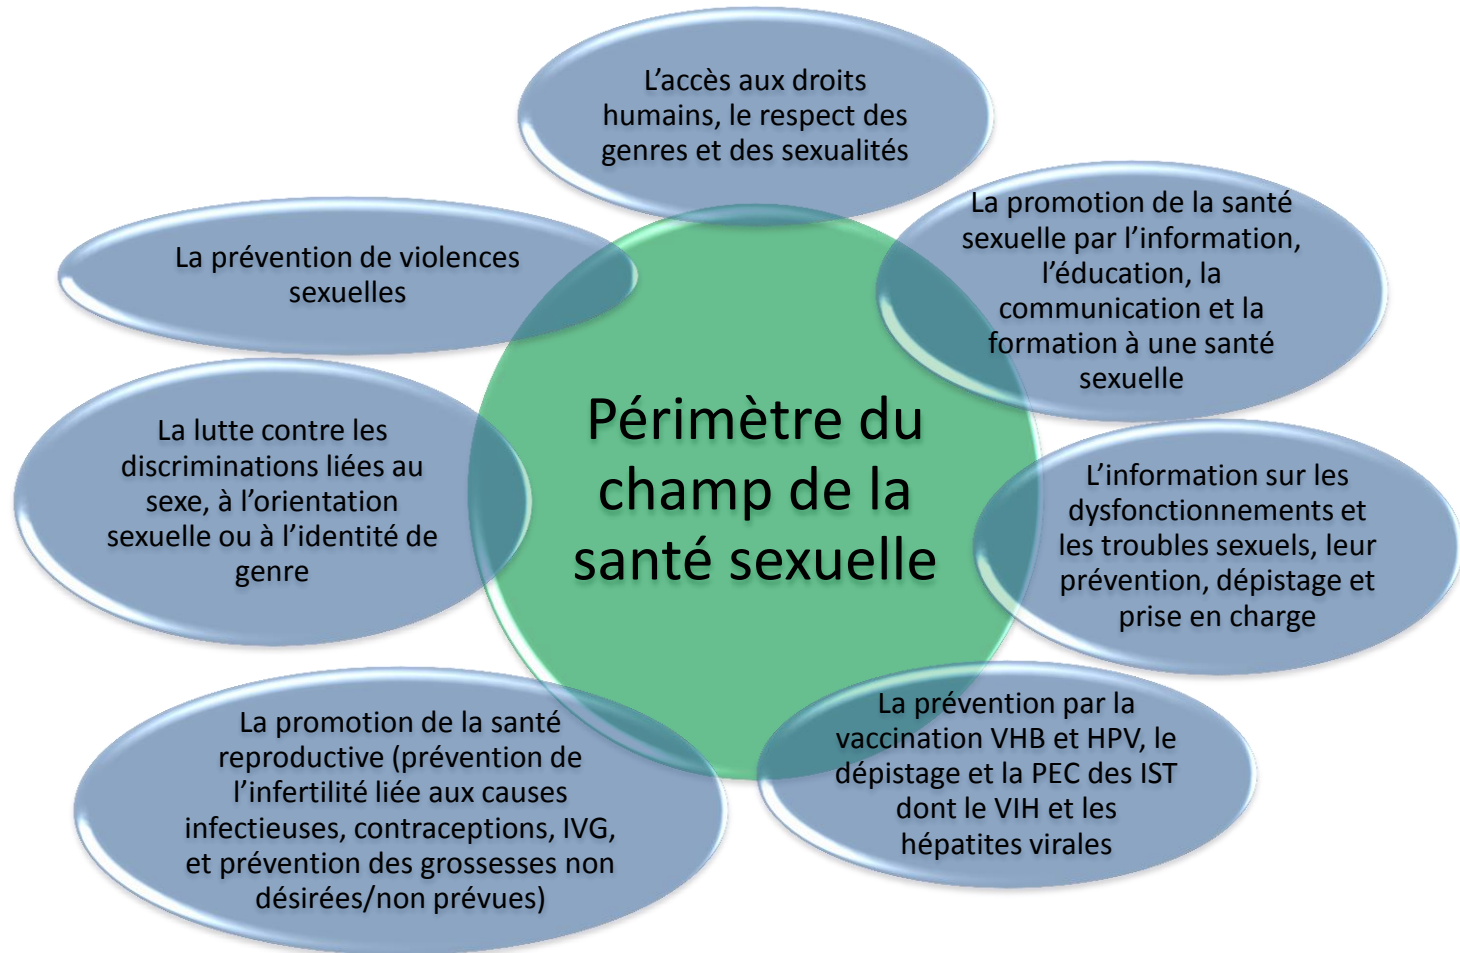 L’accès aux droits
humains, le respect des
genres et des sexualités
La promotion de la santé
sexuelle par l’information,
l’éducation, la
communication et la
formation à une santé
sexuelle
L’information sur les
dysfonctionnements et
les troubles sexuels, leur
prévention, dépistage et
prise en charge
La prévention par la
vaccination VHB et HPV, le
dépistage et la PEC des IST
dont le VIH et les
hépatites virales
La promotion de la santé
reproductive (prévention de
l’infertilité liée aux causes
infectieuses, contraceptions, IVG,
et prévention des grossesses non
désirées/non prévues)
La lutte contre les
discriminations liées au
sexe, à l’orientation
sexuelle ou à l’identité de
genre
La prévention de violences
sexuelles
Périmètre du
champ de la
santé sexuelle